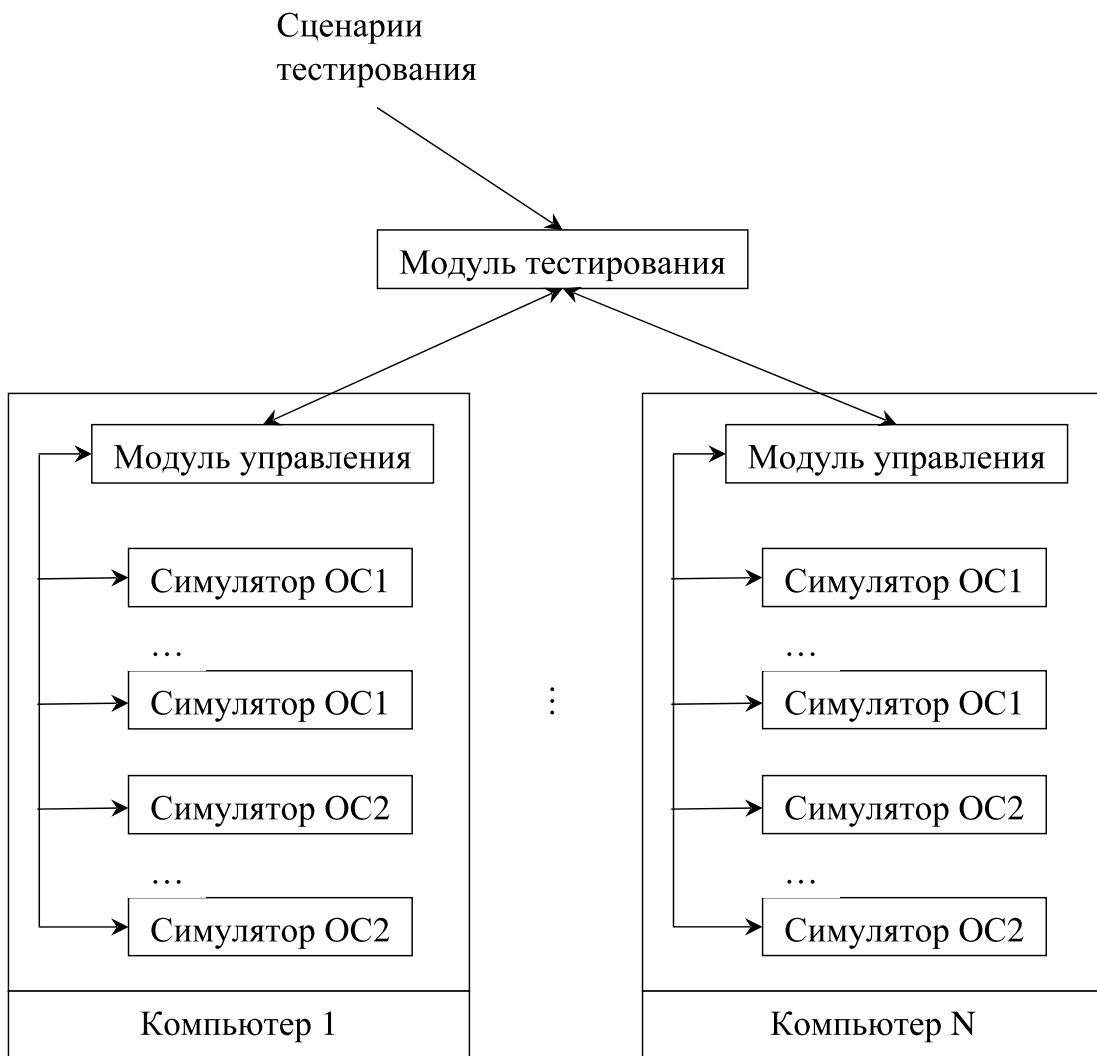 Сценарии
тестирования
Модуль тестирования
Модуль управления
Симулятор ОС1
...
Симулятор ОС1
Симулятор ОС2
...
Симулятор ОС2
Компьютер 1
...
Модуль управления
Симулятор ОС1
...
Симулятор ОС1
Симулятор ОС2
...
Симулятор ОС2
Компьютер N